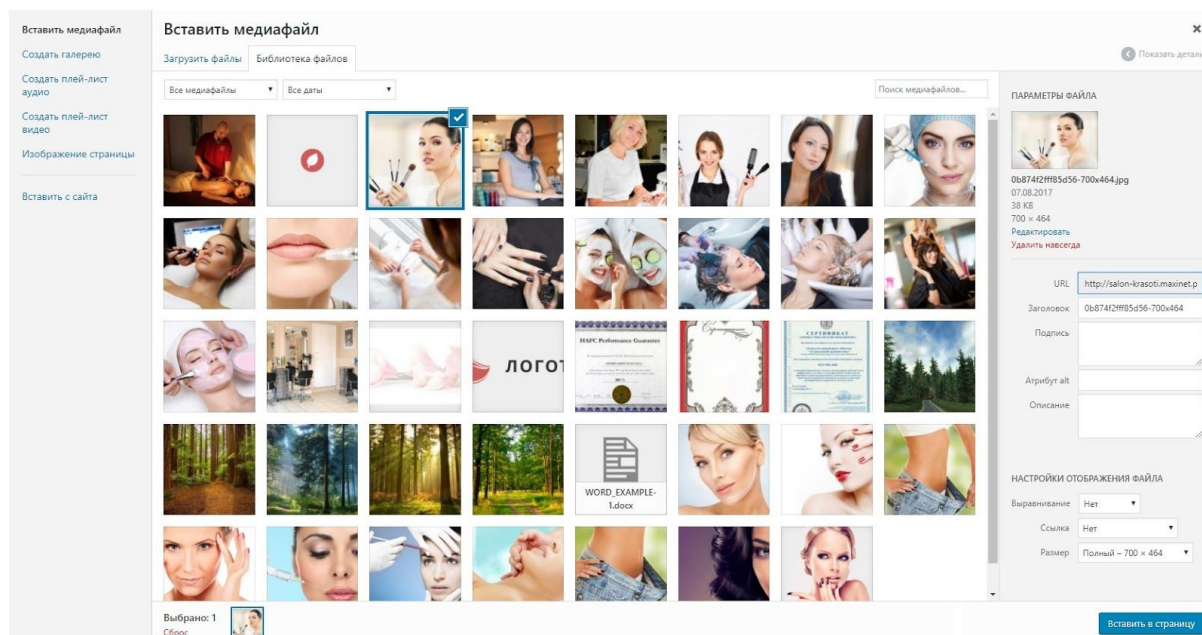 Вставить медиафайл
Создать галерею
Создать плей-лист
аудио
Создать плей-лист
видео
Изображение страницы
Вставить с сайта
Вставить медиафайл
×
Загрузить файлы
Библиотека файлов
Показать детали
Все медиафайлы
Все даты
Поиск медиафайлов...
HAFC Performance Guarantee
СЕРТИФИКАТ
ЛОГОТ
WORD_EXAMPLE-
1.docx
ПАРАМЕТРЫ ФАЙЛА
0b874f2fff85d56-700x464.jpg
07.08.2017
38 KB
700 × 464
Редактировать
Удалить навсегда
URL http://salon-krasoti.maxinet.p
Заголовок 0b874f2fff85d56-700x464
Подпись
Атрибут alt
Описание
НАСТРОЙКИ ОТОБРАЖЕНИЯ ФАЙЛА
Выравнивание Нет
Ссылка Нет
Размер Полный – 700 × 464
Выбрано: 1
Сброс
Вставить в страницу